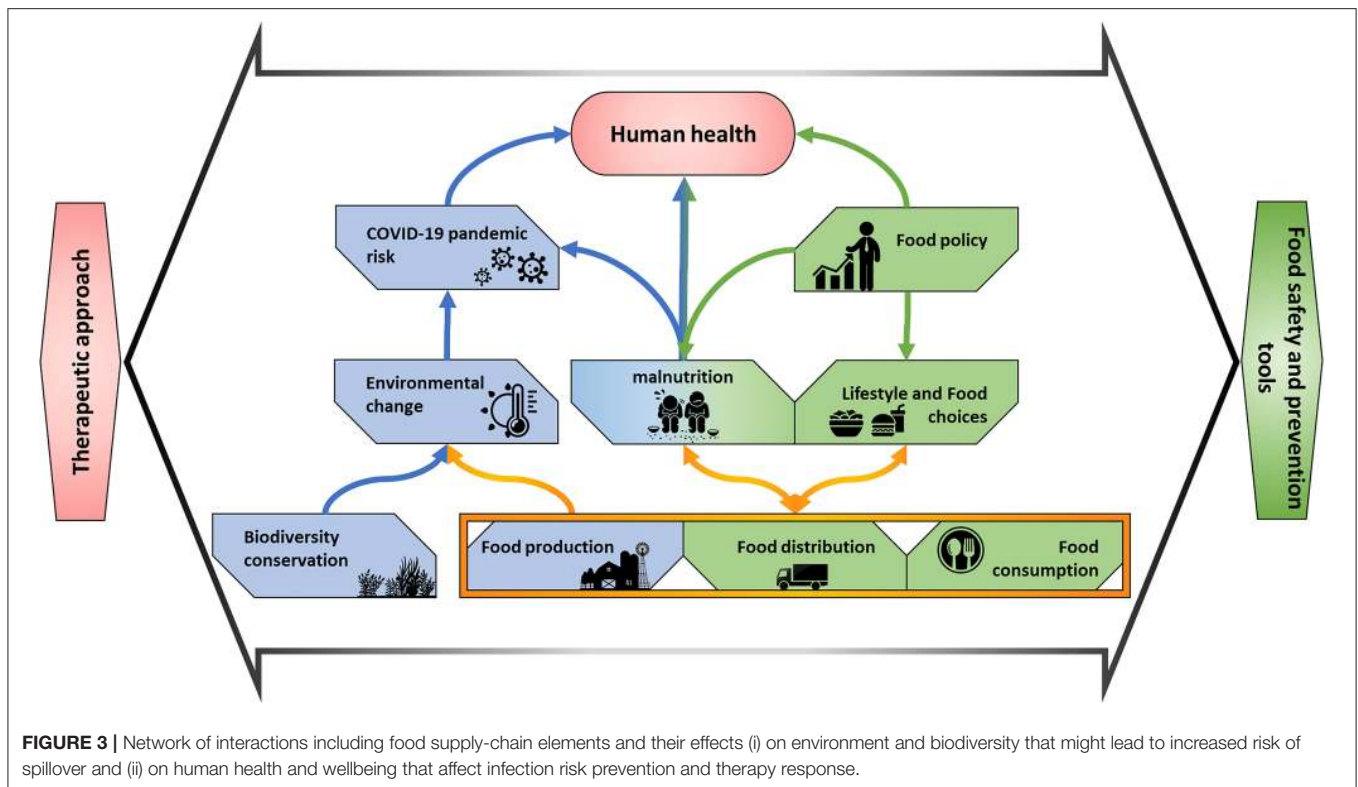 Human health
Therapeutic approach
COVID-19 pandemic
risk
Food policy
Food safety and prevention
tools
Environmental
change
malnutrition
Lifestyle and Food
choices
Biodiversity
conservation
Food production
Food distribution
Food
consumption
FIGURE 3 | Network of interactions including food supply-chain elements and their effects (i) on environment and biodiversity that might lead to increased risk of
spillover and (ii) on human health and wellbeing that affect infection risk prevention and therapy response.